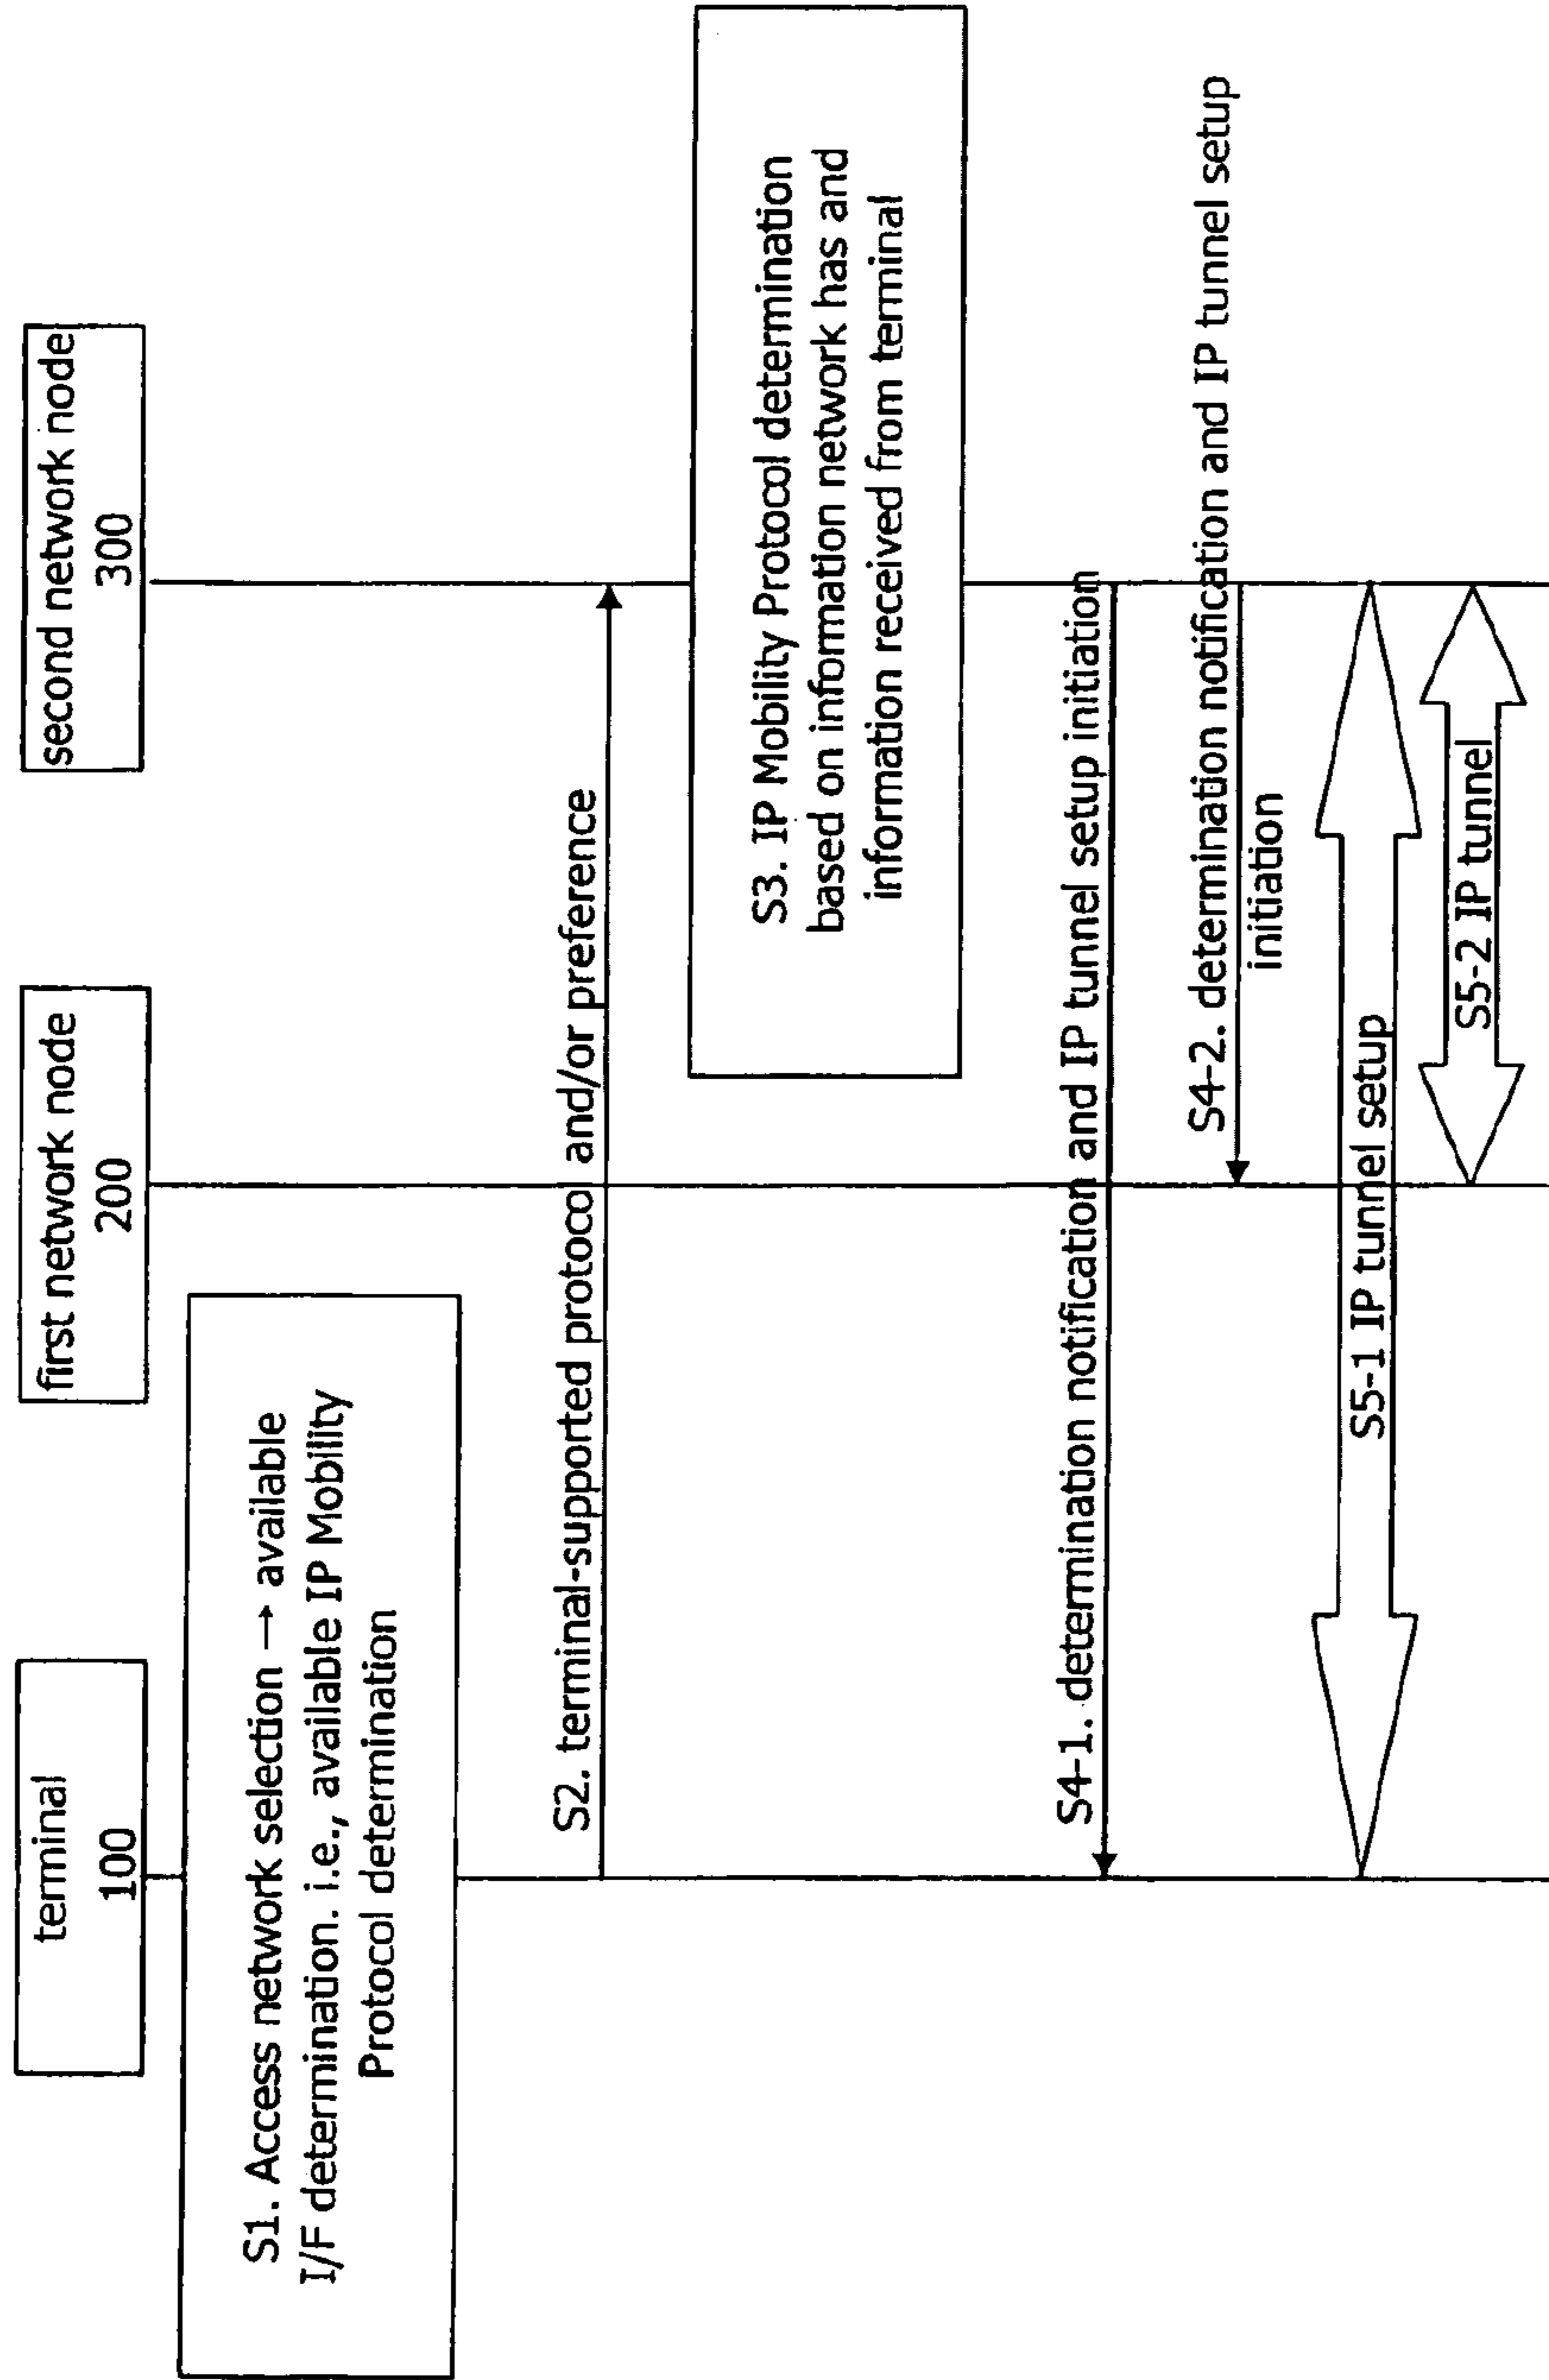 terminal
100
first network node
200
second network node
300
S1. Access network selection → available
I/F determination. i.e., available IP Mobility
Protocol determination
S2. terminal-supported protocol and/or preference
S3. IP Mobility Protocol determination
based on information network has and
information received from terminal
S4-1. determination notification and IP tunnel setup initiation
S4-2. determination notification and IP tunnel setup
initiation
S5-1 IP tunnel setup
S5-2 IP tunnel